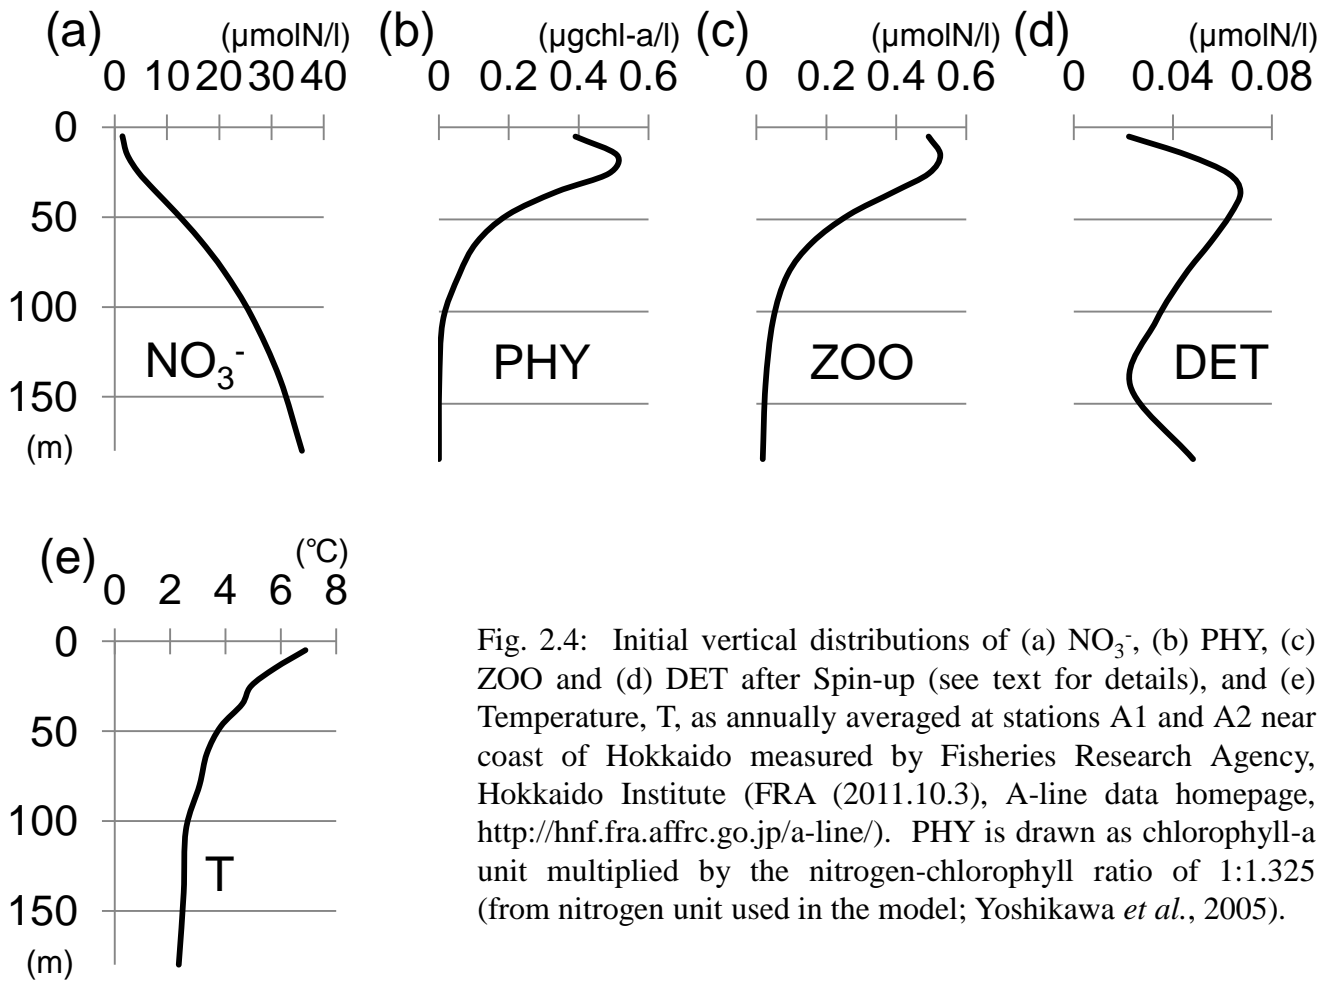 (a) (µmolN/l) (b) (µgchl-a/l) (c) (µmolN/l) (d) (µmolN/l)
0 10 20 30 40 0 0.2 0.4 0.6 0 0.2 0.4 0.6 0 0.04 0.08
0
50
100
NO₃⁻ PHY ZOO DET
150
(m)
(e) (°C)
0 2 4 6 8
0
50
100
T
150
(m)
Fig. 2.4: Initial vertical distributions of (a) NO₃⁻, (b) PHY, (c)
ZOO and (d) DET after Spin-up (see text for details), and (e)
Temperature, T, as annually averaged at stations A1 and A2 near
coast of Hokkaido measured by Fisheries Research Agency,
Hokkaido Institute (FRA (2011.10.3), A-line data homepage,
http://hnf.fra.affrc.go.jp/a-line/). PHY is drawn as chlorophyll-a
unit multiplied by the nitrogen-chlorophyll ratio of 1:1.325
(from nitrogen unit used in the model; Yoshikawa et al., 2005).